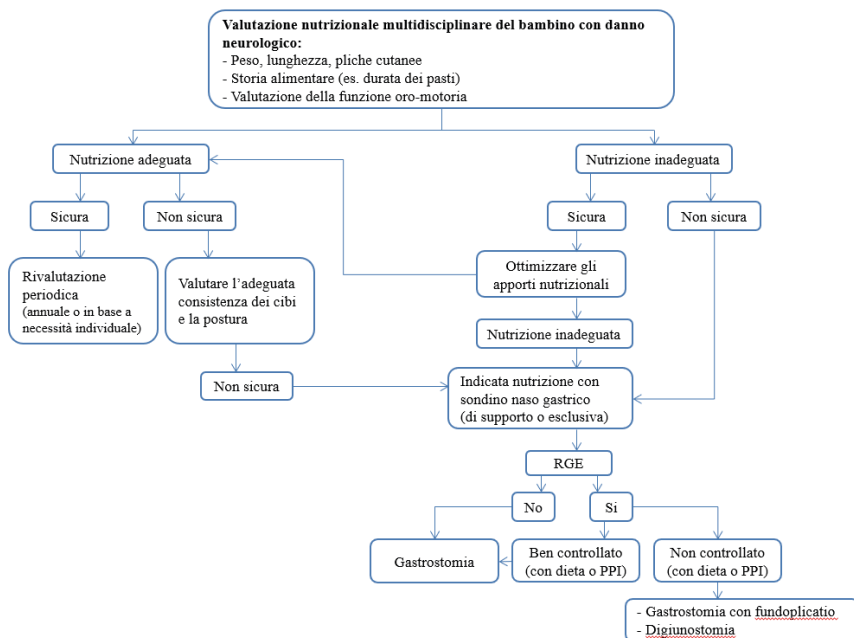 Valutazione nutrizionale multidisciplinare del bambino con danno
neurologico:
- Peso, lunghezza, pliche cutanee
- Storia alimentare (es. durata dei pasti)
- Valutazione della funzione oro-motoria
Nutrizione adeguata
Nutrizione inadeguata
Sicura
Non sicura
Sicura
Non sicura
Rivalutazione
periodica
(annuale o in base a
necessità individuale)
Valutare l’adeguata
consistenza dei cibi
e la postura
Ottimizzare gli
apporti nutrizionali
Nutrizione inadeguata
Non sicura
Indicata nutrizione con
sondino naso gastrico
(di supporto o esclusiva)
RGE
No
Si
Gastrostomia
Ben controllato
(con dieta o PPI)
Non controllato
(con dieta o PPI)
- Gastrostomia con fundoplicatio
- Digiunostomia